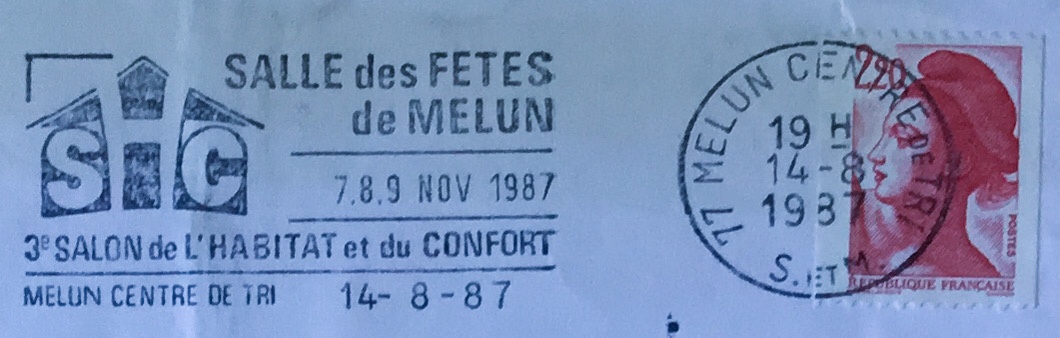 SiC
SALLE des FETES
de MELUN
7.8.9 NOV 1987
3e SALON de L'HABITAT et du CONFORT
MELUN CENTRE DE TRI 14-8-87
77 MELUN CENTRE DE TRI
19 H
14-8
1987
S. ET M.
2,20
POSTES
REPUBLIQUE FRANÇAISE